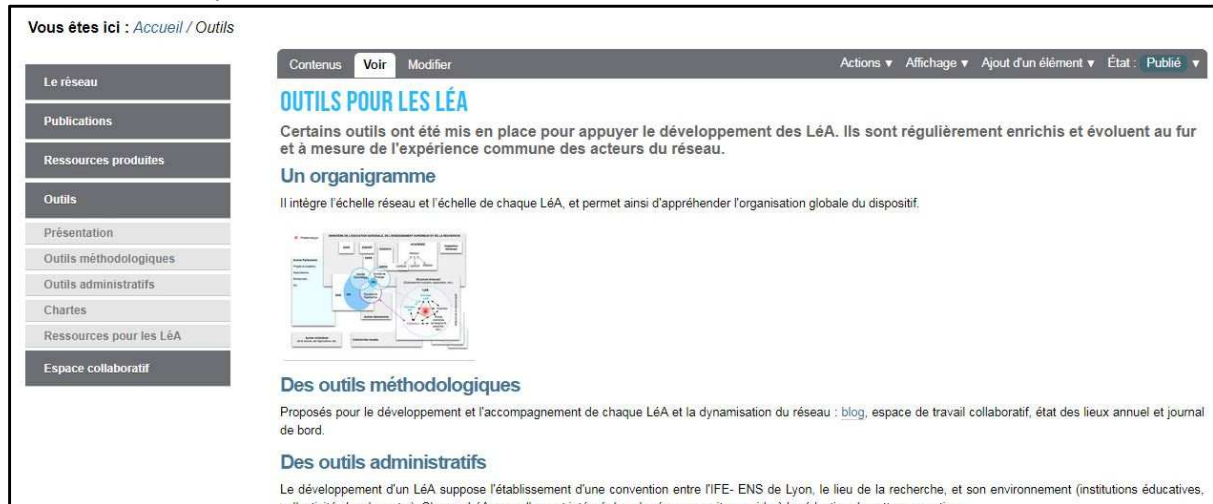 Vous êtes ici : Accueil / Outils
Contenus Voir Modifier Actions ▼ Affichage ▼ Ajout d'un élément ▼ État : Publié ▼
Le réseau
Publications
Ressources produites
Outils
Présentation
Outils méthodologiques
Outils administratifs
Chartes
Ressources pour les LéA
Espace collaboratif
OUTILS POUR LES LÉA
Certains outils ont été mis en place pour appuyer le développement des LéA. Ils sont régulièrement enrichis et évoluent au fur
et à mesure de l'expérience commune des acteurs du réseau.
Un organigramme
Il intègre l'échelle réseau et l'échelle de chaque LéA, et permet ainsi d'appréhender l'organisation globale du dispositif.
Des outils méthodologiques
Proposés pour le développement et l'accompagnement de chaque LéA et la dynamisation du réseau : blog, espace de travail collaboratif, état des lieux annuel et journal
de bord.
Des outils administratifs
Le développement d'un LéA suppose l'établissement d'une convention entre l'IFE- ENS de Lyon, le lieu de la recherche, et son environnement (institutions éducatives,